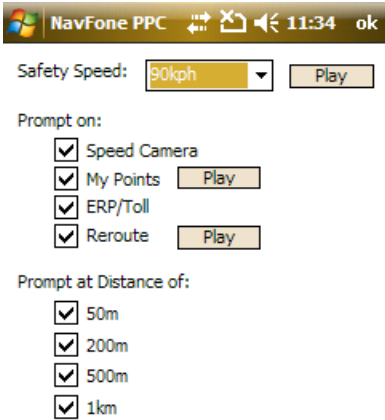 NavFone PPC 11:34 ok
Safety Speed: 90kph Play
Prompt on:
Speed Camera
My Points Play
ERP/Toll
Reroute Play
Prompt at Distance of:
50m
200m
500m
1km